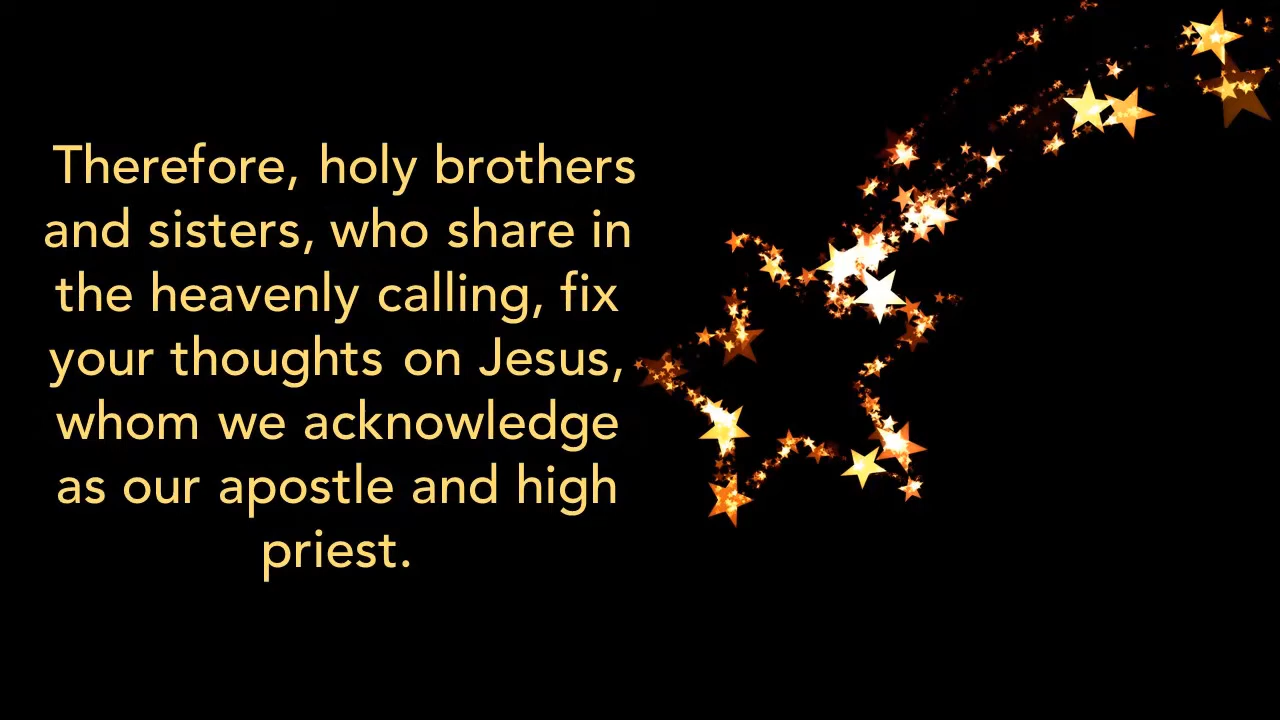 Therefore, holy brothers
and sisters, who share in
the heavenly calling, fix
your thoughts on Jesus,
whom we acknowledge
as our apostle and high
priest.